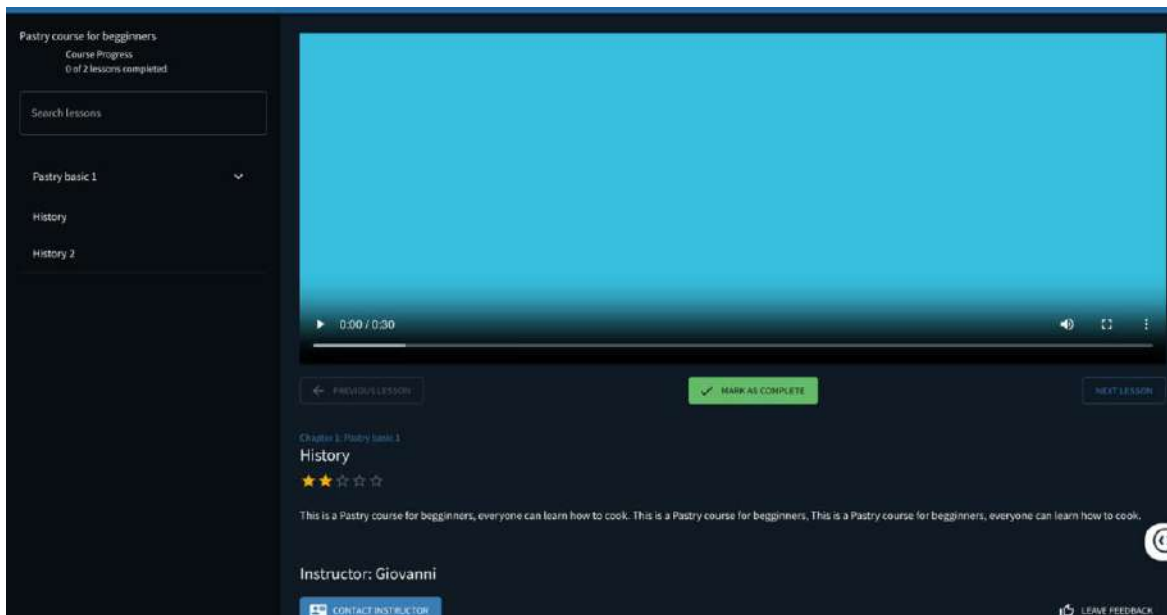 Pastry course for begginners
Course Progress
0 of 2 lessons completed
Search lessons
Pastry basic 1
History
History 2
0:00 / 0:30
PREVIOUS LESSON
MARK AS COMPLETE
NEXT LESSON
Chapter 1: Pastry basic 1
History
This is a Pastry course for begginners, everyone can learn how to cook. This is a Pastry course for begginners, This is a Pastry course for begginners, everyone can learn how to cook.
Instructor: Giovanni
CONTACT INSTRUCTOR
LEAVE FEEDBACK